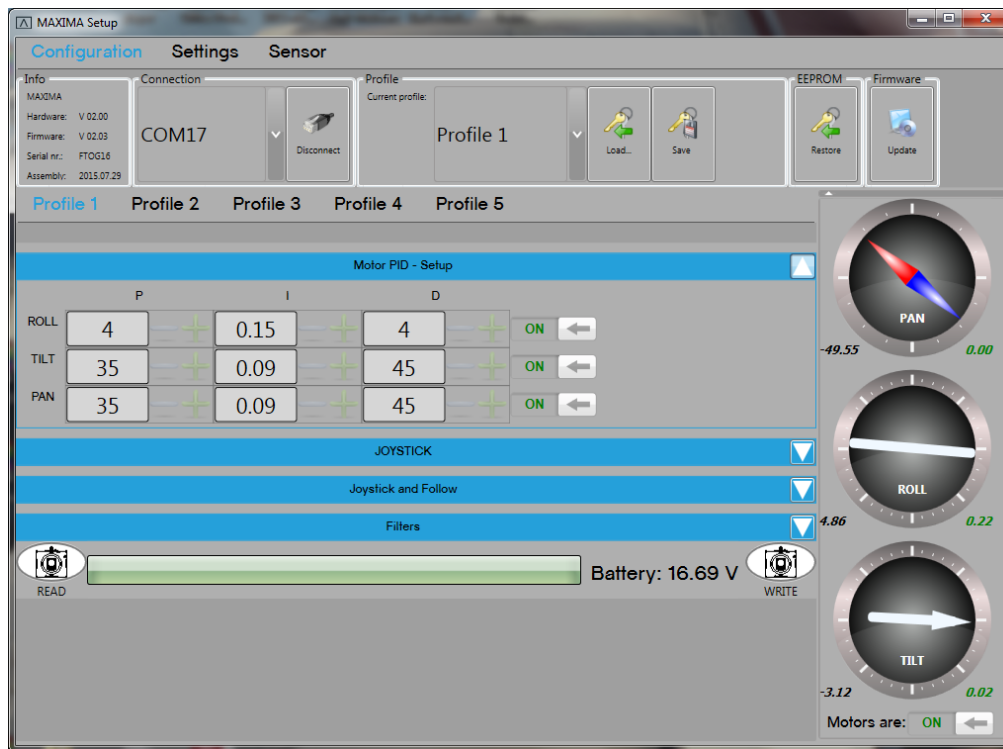 MAXIMA Setup
Configuration Settings Sensor
Info
MAXIMA
Hardware: V 02.00
Firmware: V 02.03
Serial nr.: FTOG16
Assembly: 2015.07.29
Connection
COM17
Disconnect
Profile
Current profile:
Profile 1
Load...
Save
EEPROM
Restore
Firmware
Update
Profile 1 Profile 2 Profile 3 Profile 4 Profile 5
Motor PID - Setup
P I D
ROLL 4 0.15 4 ON
TILT 35 0.09 45 ON
PAN 35 0.09 45 ON
JOYSTICK
Joystick and Follow
Filters
READ
Battery: 16.69 V
WRITE
PAN
-49.55 0.00
ROLL
4.86 0.22
TILT
-3.12 0.02
Motors are: ON